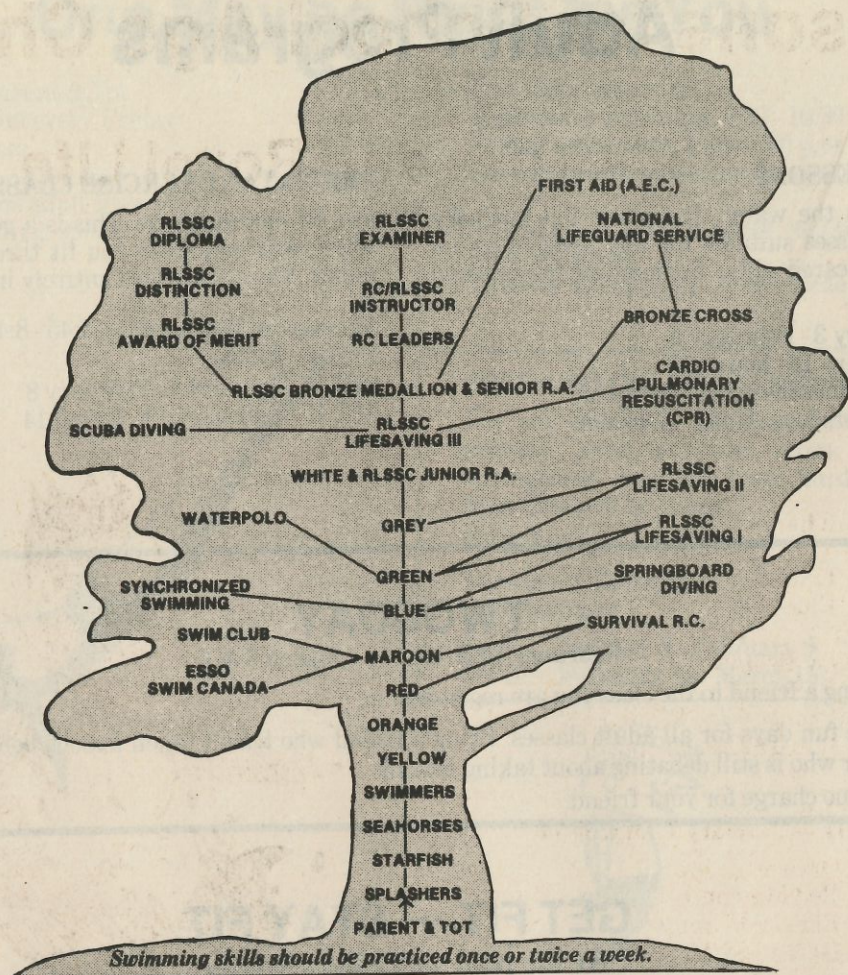 FIRST AID (A.E.C.)
RLSSC
DIPLOMA
RLSSC
EXAMINER
NATIONAL
LIFEGUARD SERVICE
RLSSC
DISTINCTION
RC/RLSSC
INSTRUCTOR
BRONZE CROSS
RLSSC
AWARD OF MERIT
RC LEADERS
CARDIO
PULMONARY
RESUSCITATION
(CPR)
RLSSC BRONZE MEDALLION & SENIOR R.A.
SCUBA DIVING
RLSSC
LIFESAVING III
WHITE & RLSSC JUNIOR R.A.
RLSSC
LIFESAVING II
WATERPOLO
GREY
RLSSC
LIFESAVING I
GREEN
SPRINGBOARD
DIVING
SYNCHRONIZED
SWIMMING
BLUE
SURVIVAL R.C.
SWIM CLUB
MAROON
ESSO
SWIM CANADA
RED
ORANGE
YELLOW
SWIMMERS
SEAHORSES
STARFISH
SPLASHERS
PARENT & TOT
Swimming skills should be practiced once or twice a week.